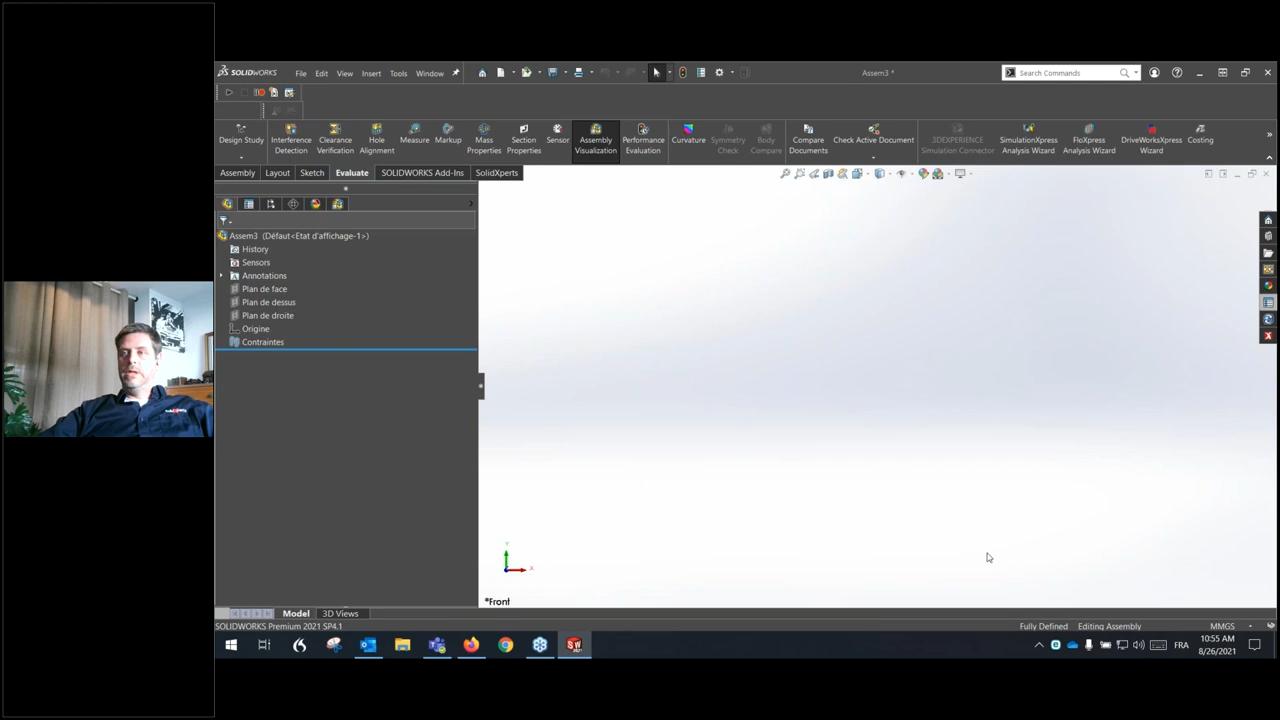 SOLIDWORKS File Edit View Insert Tools Window Assem3 * Search Commands
Design Study Interference Detection Clearance Verification Hole Alignment Measure Markup Mass Properties Section Properties Sensor Assembly Visualization Performance Evaluation Curvature Symmetry Check Body Compare Compare Documents Check Active Document 3DEXPERIENCE Simulation Connector SimulationXpress Analysis Wizard FloXpress Analysis Wizard DriveWorksXpress Wizard Costing
Assembly Layout Sketch Evaluate SOLIDWORKS Add-Ins SolidXperts
Assem3 (Défaut<Etat d'affichage-1>)
History
Sensors
Annotations
Plan de face
Plan de dessus
Plan de droite
Origine
Contraintes
Y
X
*Front
Model 3D Views
SOLIDWORKS Premium 2021 SP4.1 Fully Defined Editing Assembly MMGS
FRA 10:55 AM
8/26/2021